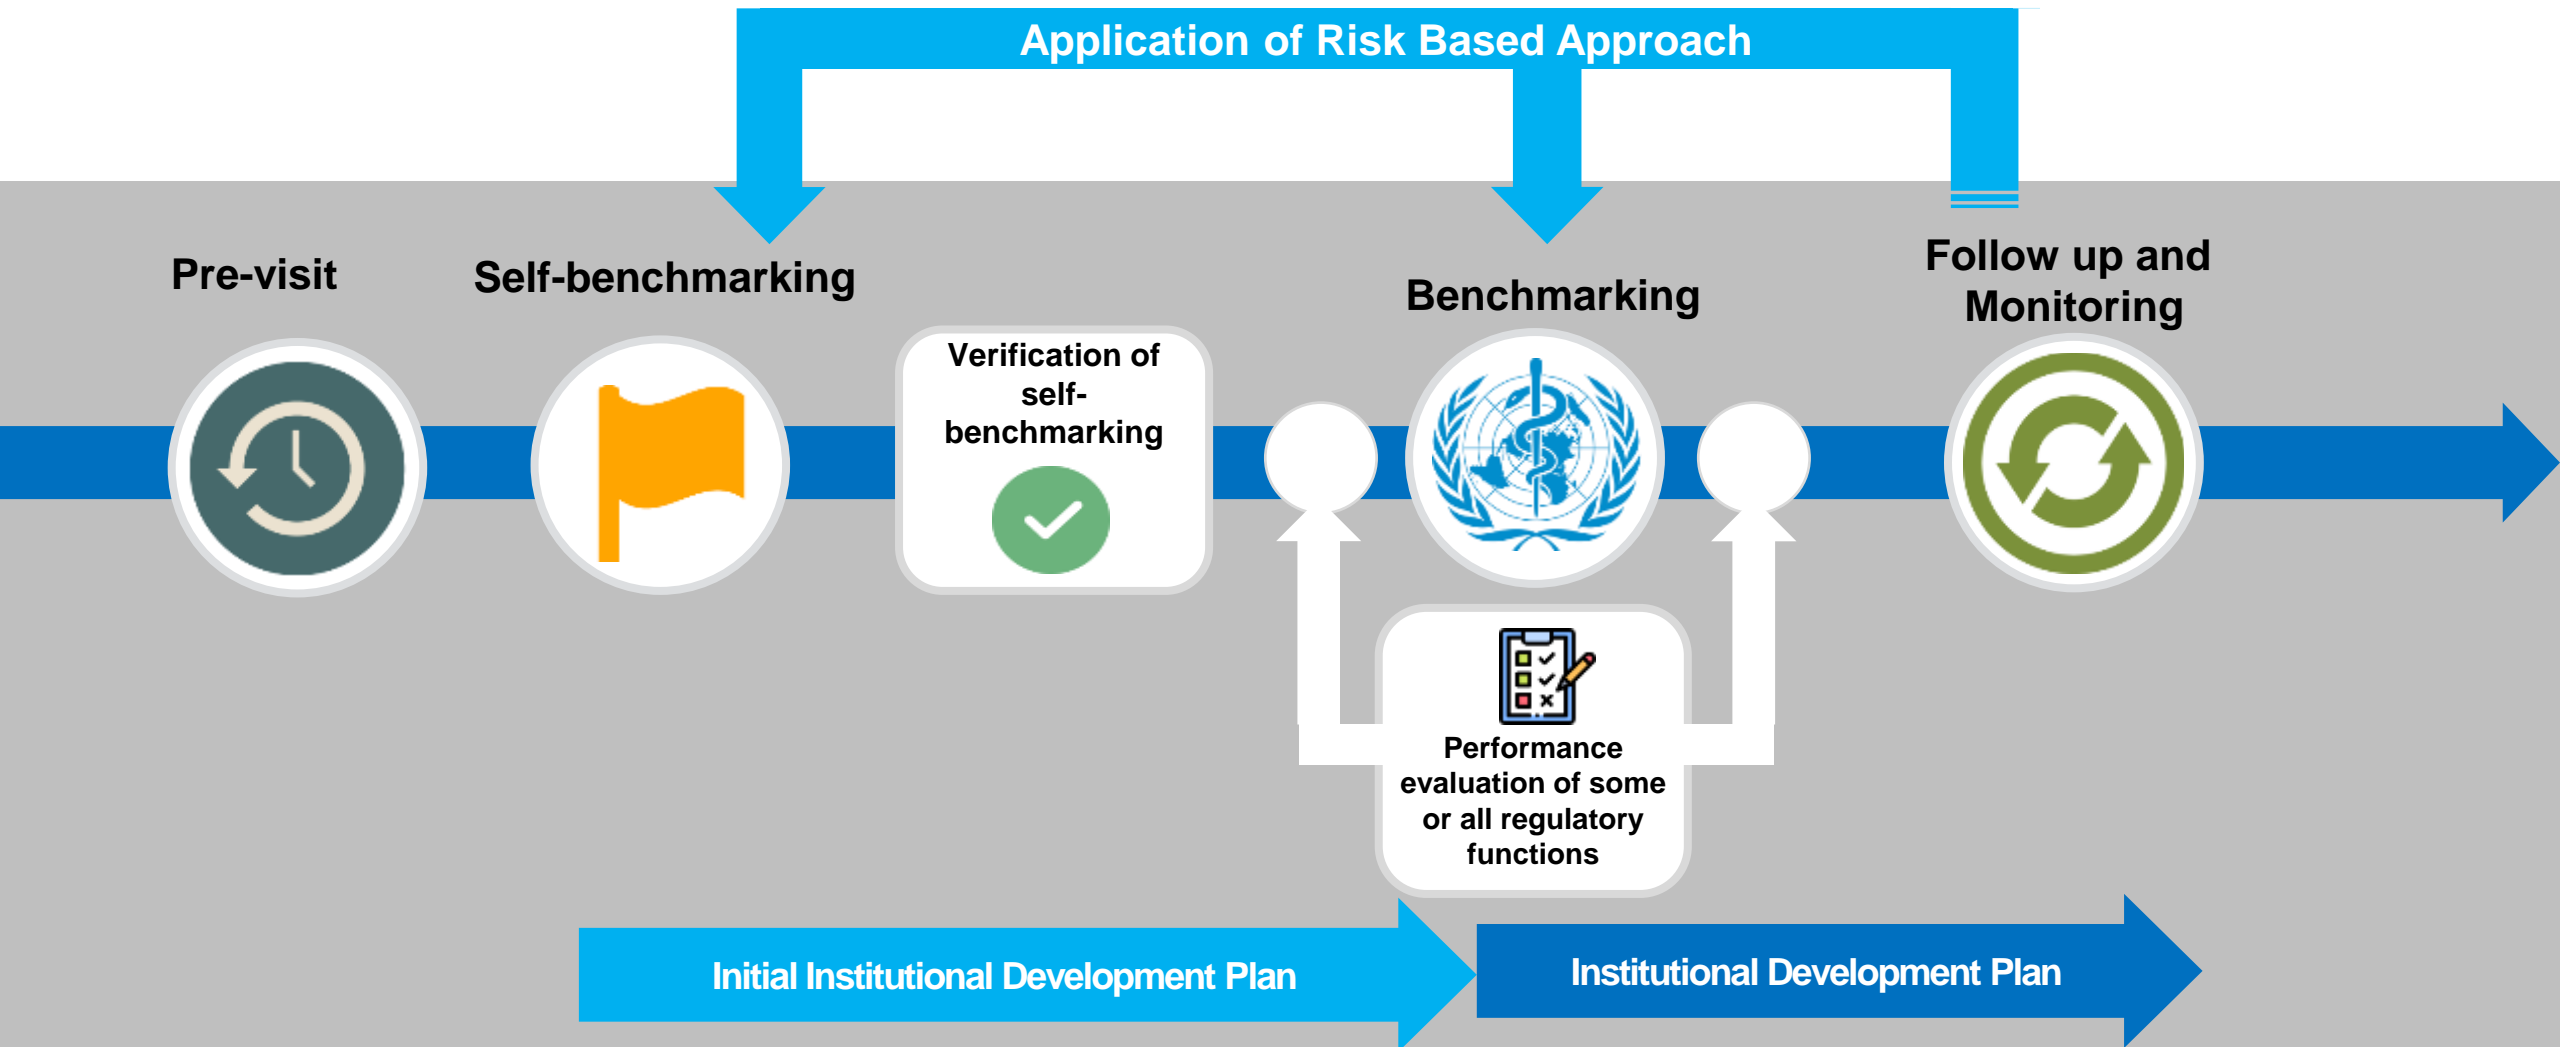 Application of Risk Based Approach
Pre-visit
Self-benchmarking
Verification of
self-
benchmarking
Benchmarking
Follow up and
Monitoring
Performance
evaluation of some
or all regulatory
functions
Initial Institutional Development Plan
Institutional Development Plan